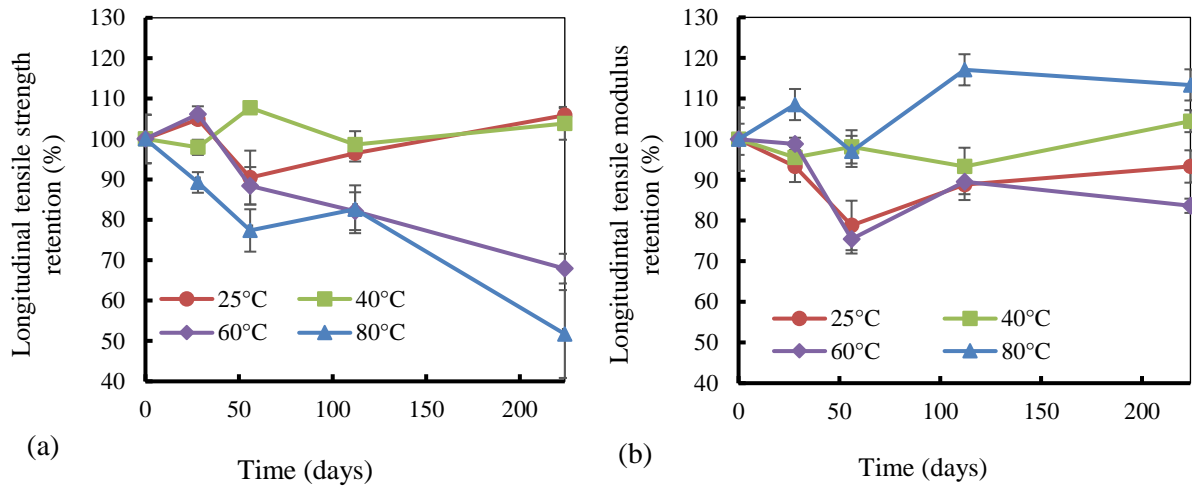 130
120
110
100
90
80
70
60
50
40
Longitudinal tensile strength
retention (%)
25°C
40°C
60°C
80°C
0
50
100
150
200
(a)
Time (days)
130
120
110
100
90
80
70
60
50
40
Longitudintal tensile modulus
retention (%)
25°C
40°C
60°C
80°C
0
50
100
150
200
(b)
Time (days)